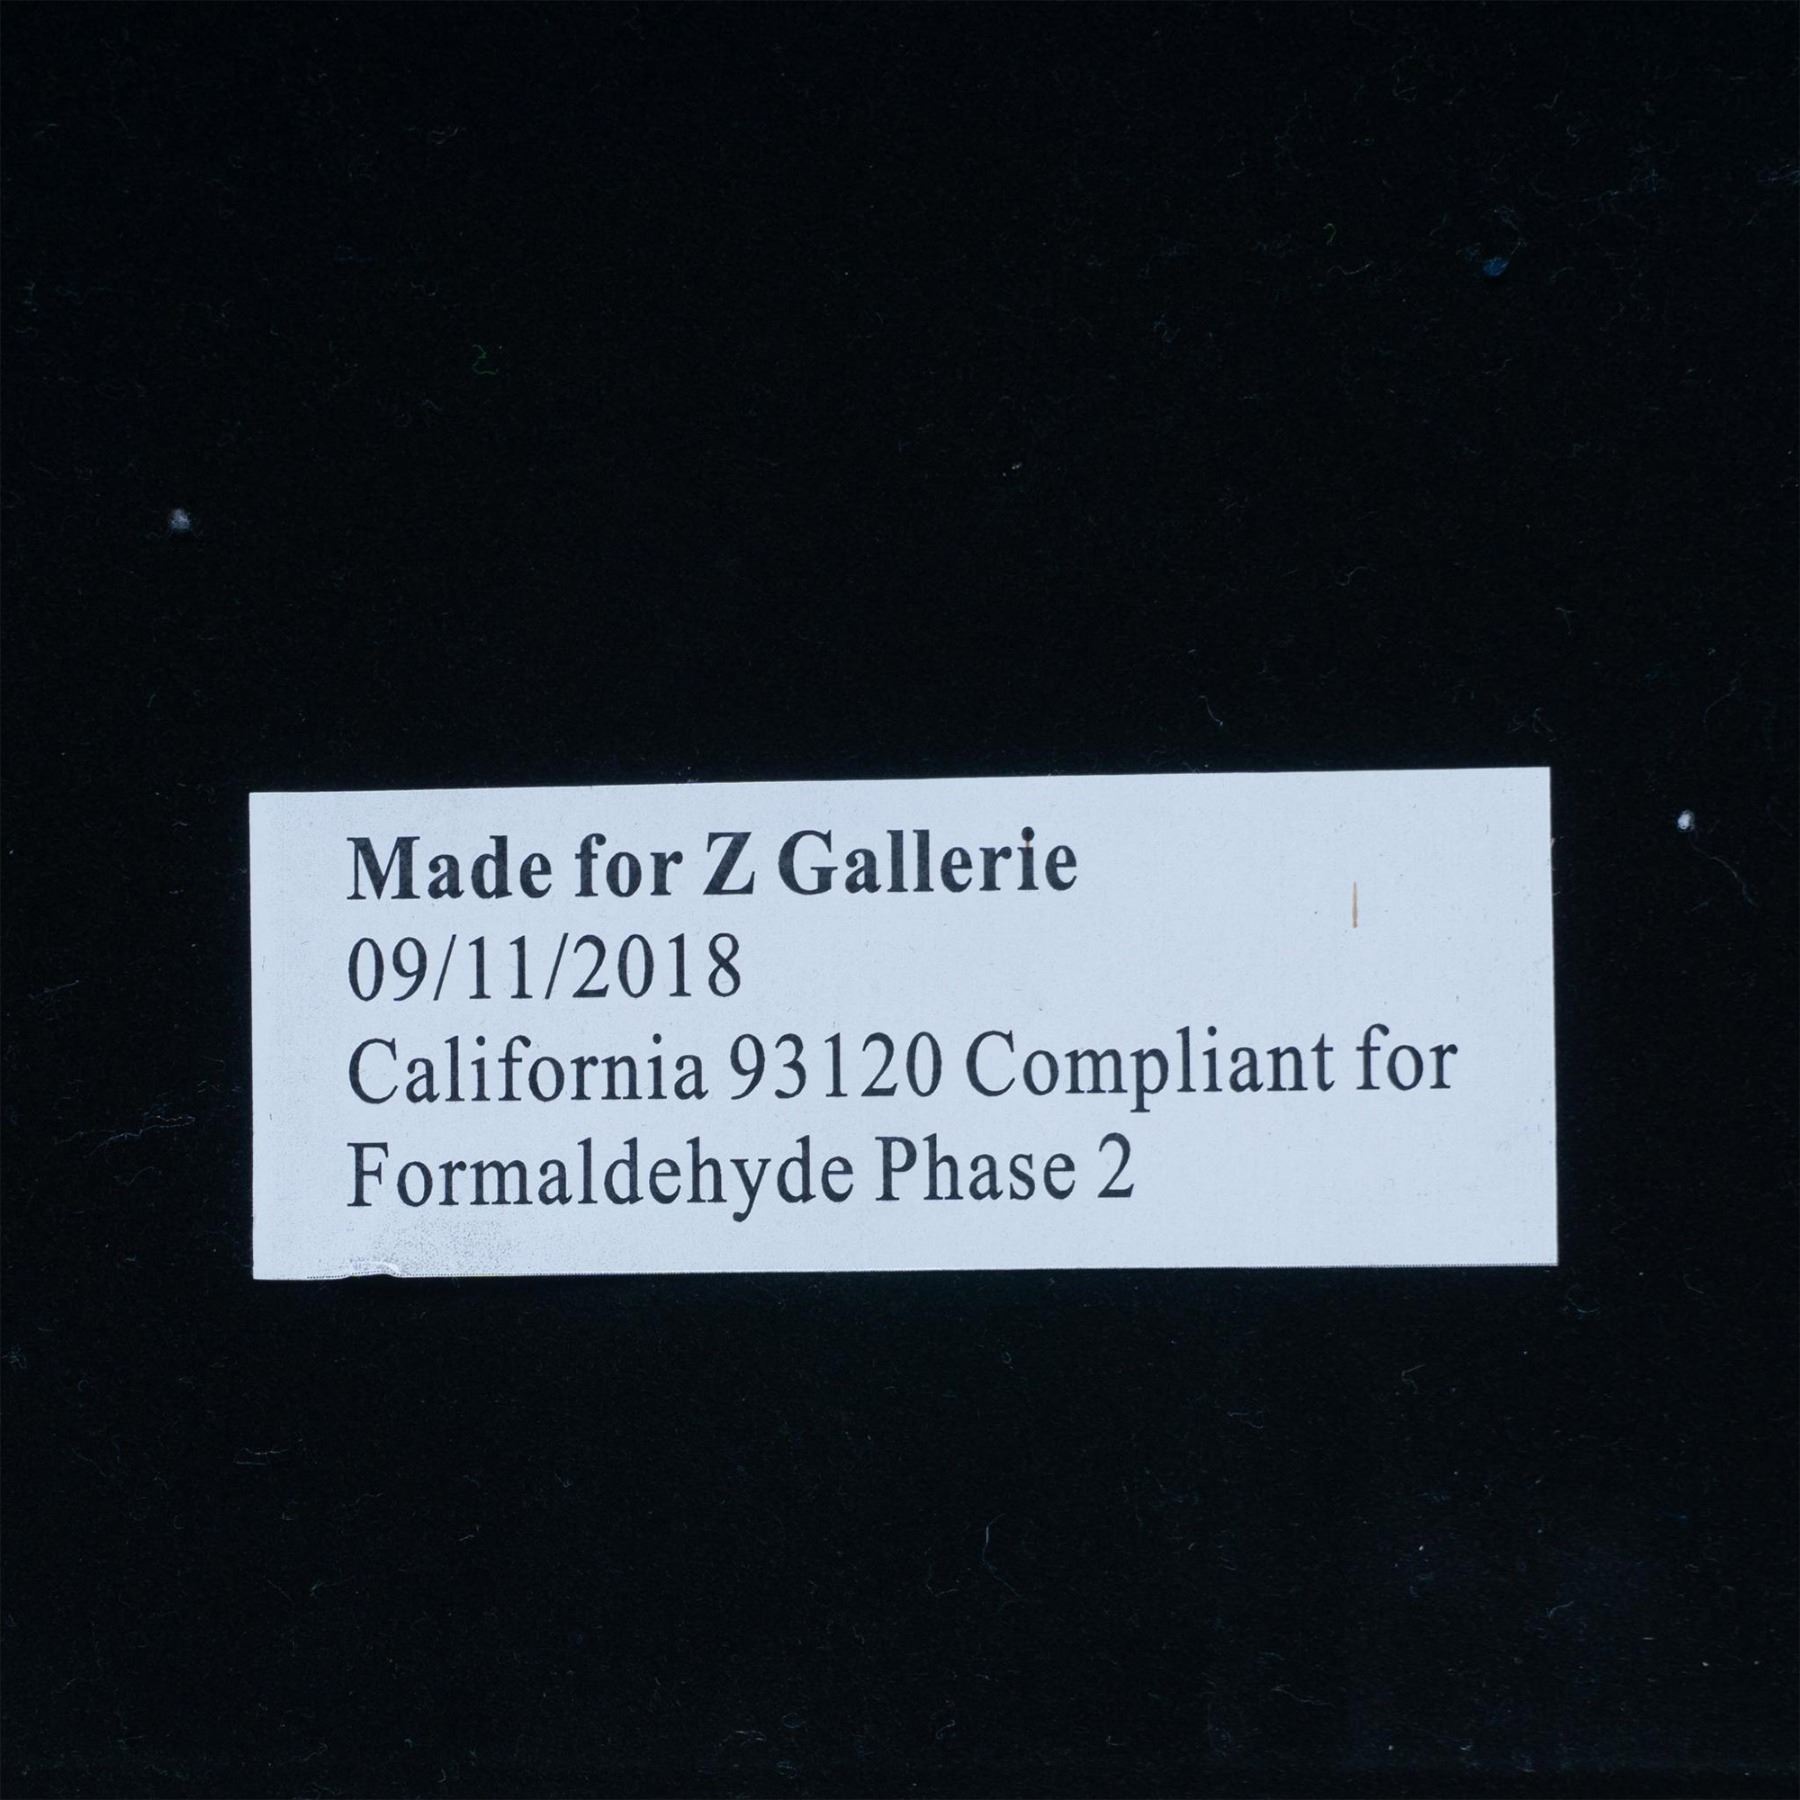 Made for Z Gallerie
09/11/2018
California 93120 Compliant for
Formaldehyde Phase 2